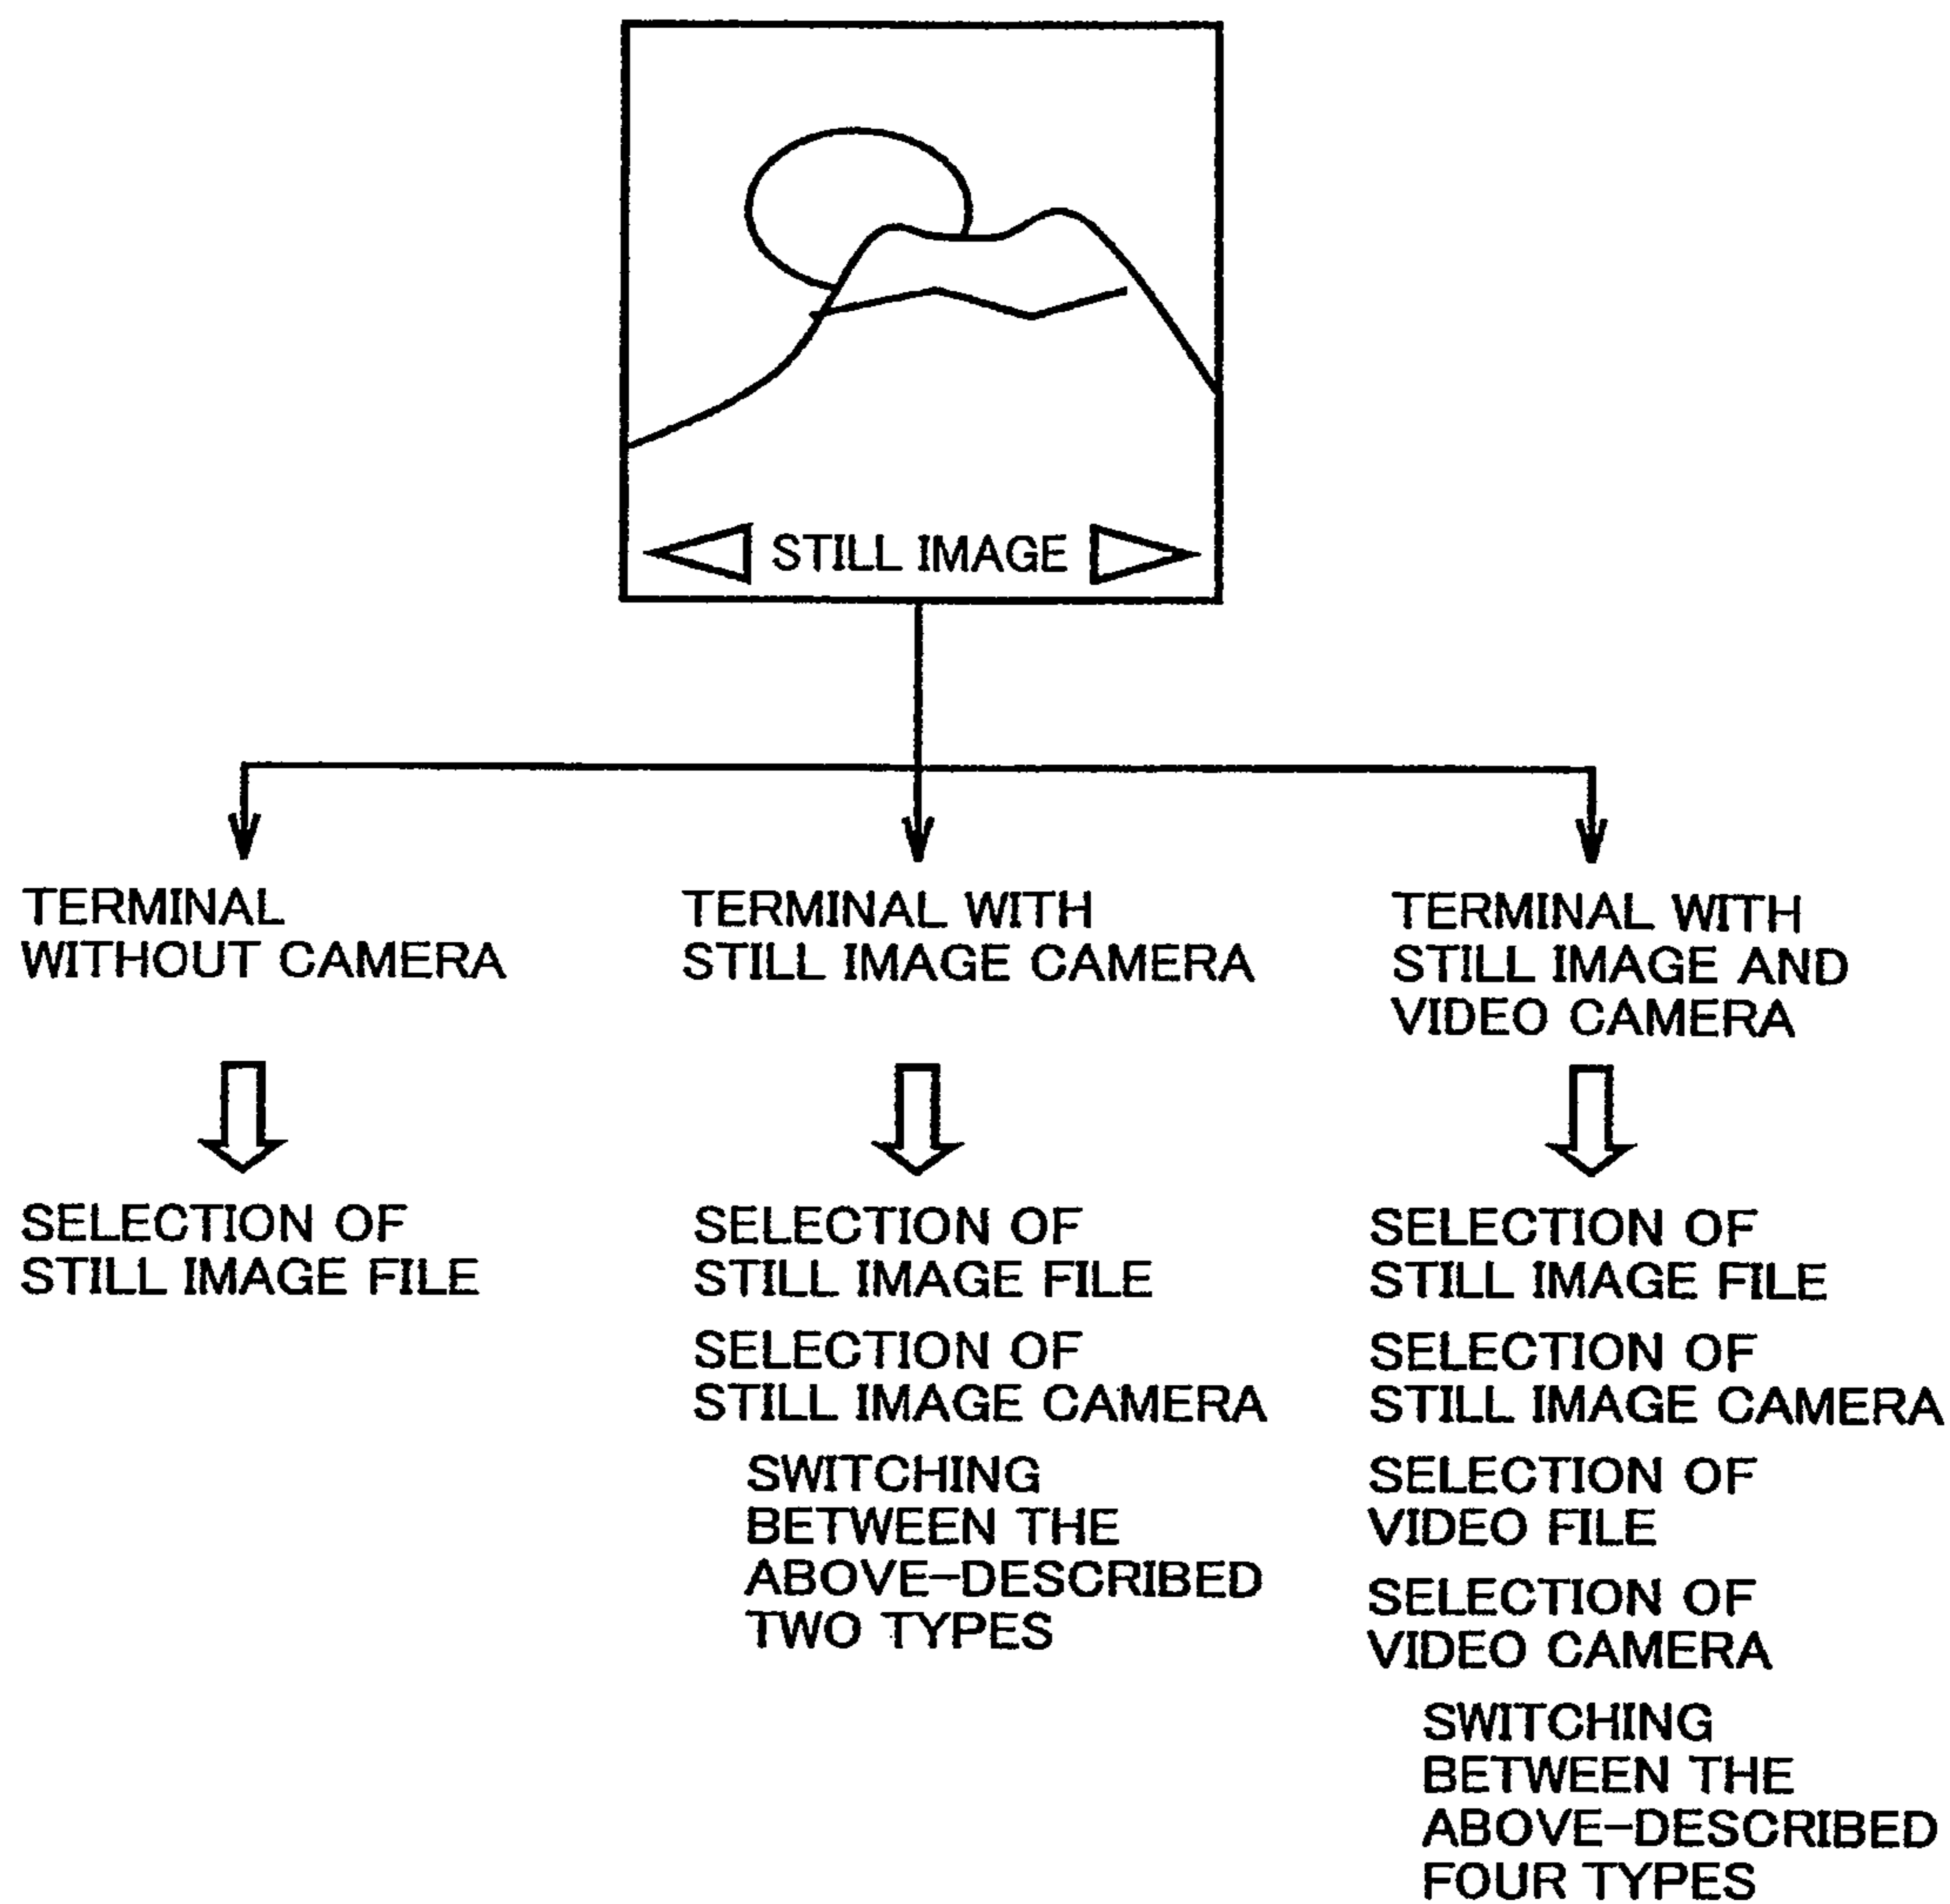 STILL IMAGE
TERMINAL
WITHOUT CAMERA
SELECTION OF
STILL IMAGE FILE
TERMINAL WITH
STILL IMAGE CAMERA
SELECTION OF
STILL IMAGE FILE
SELECTION OF
STILL IMAGE CAMERA
SWITCHING
BETWEEN THE
ABOVE-DESCRIBED
TWO TYPES
TERMINAL WITH
STILL IMAGE AND
VIDEO CAMERA
SELECTION OF
STILL IMAGE FILE
SELECTION OF
STILL IMAGE CAMERA
SELECTION OF
VIDEO FILE
SELECTION OF
VIDEO CAMERA
SWITCHING
BETWEEN THE
ABOVE-DESCRIBED
FOUR TYPES